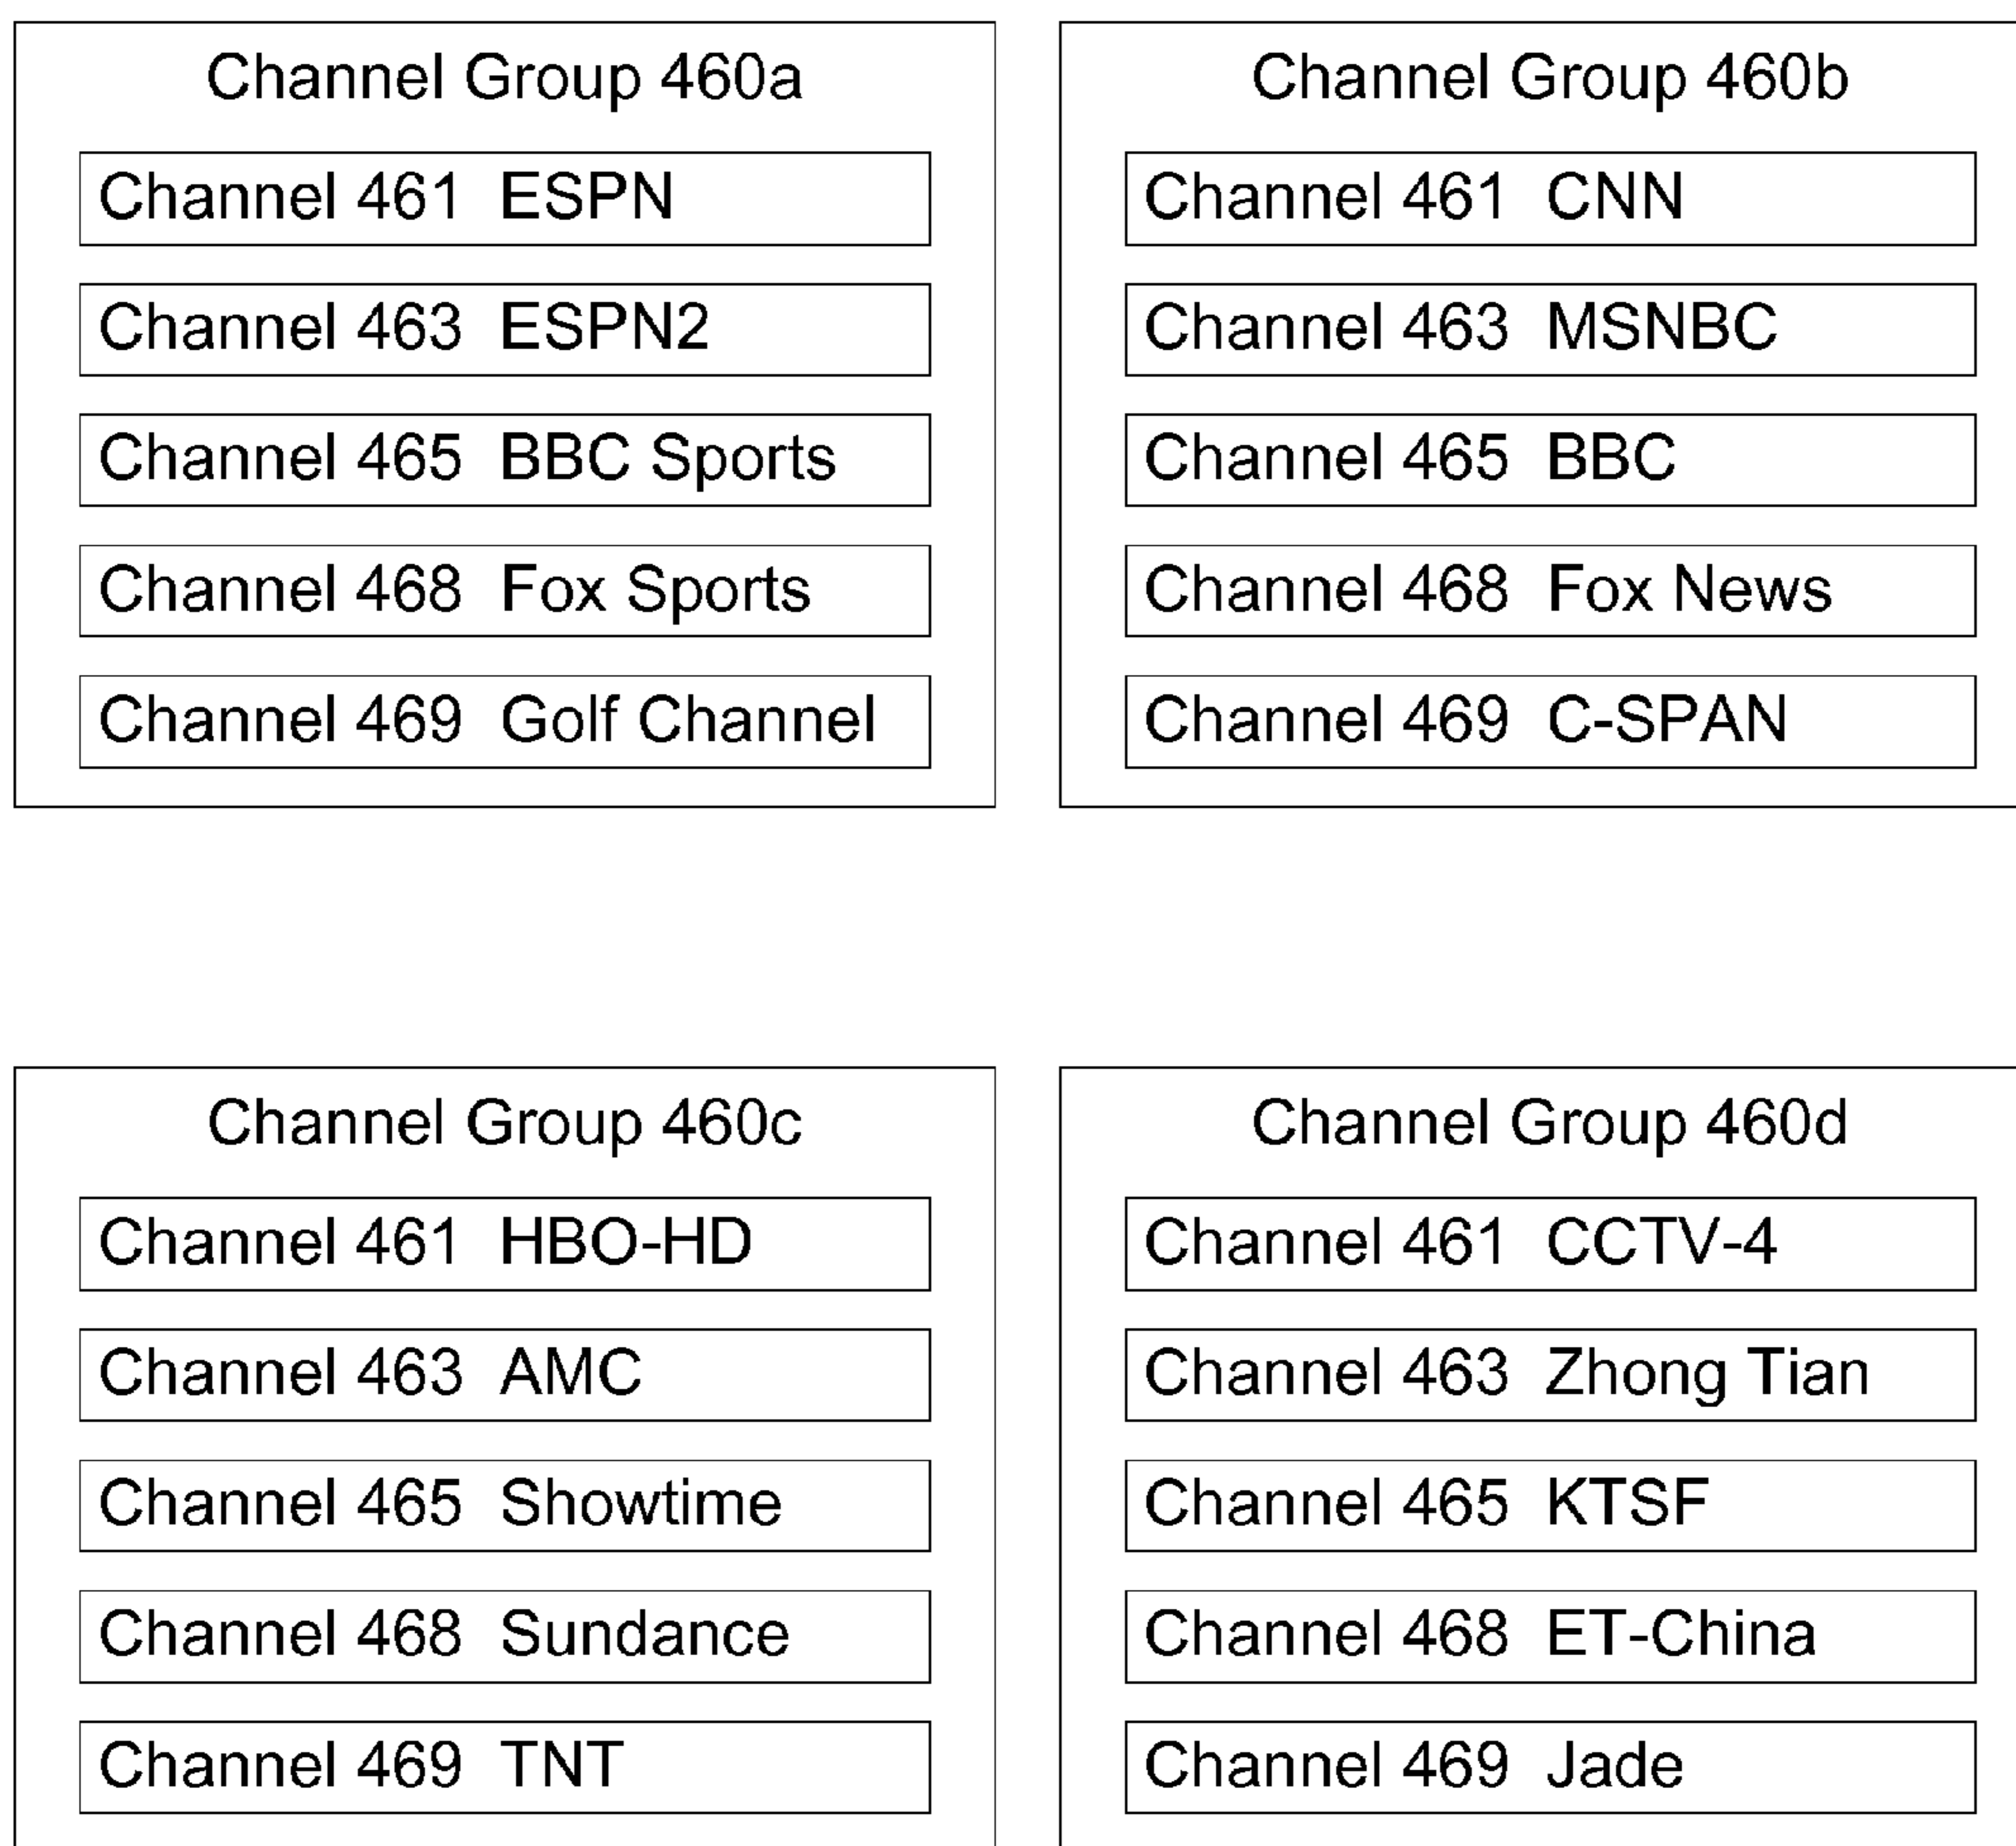 Channel Group 460a
Channel 461 ESPN
Channel 463 ESPN2
Channel 465 BBC Sports
Channel 468 Fox Sports
Channel 469 Golf Channel
Channel Group 460b
Channel 461 CNN
Channel 463 MSNBC
Channel 465 BBC
Channel 468 Fox News
Channel 469 C-SPAN
Channel Group 460c
Channel 461 HBO-HD
Channel 463 AMC
Channel 465 Showtime
Channel 468 Sundance
Channel 469 TNT
Channel Group 460d
Channel 461 CCTV-4
Channel 463 Zhong Tian
Channel 465 KTSF
Channel 468 ET-China
Channel 469 Jade